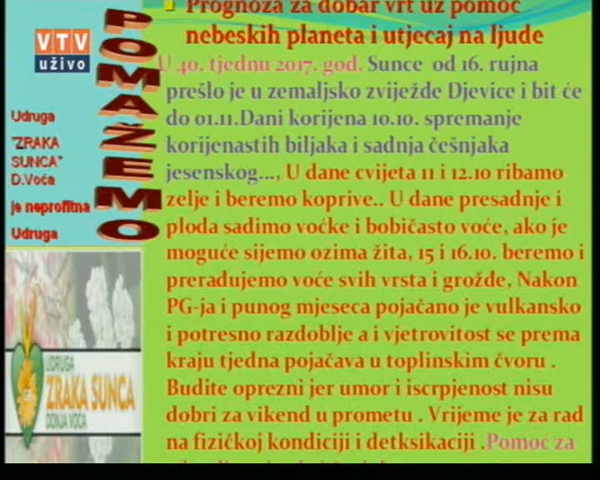 Prognoza za dobar vrt uz pomoć
nebeskih planeta i utjecaj na ljude
U 40. tjednu 2017. god. Sunce od 16. rujna
prešlo je u zemaljsko zviježde Djevice i bit će
do 01.11.Dani korijena 10.10. spremanje
korijenastih biljaka i sadnja češnjaka
jesenskog..., U dane cvijeta 11 i 12.10 ribamo
zelje i beremo koprive.. U dane presadnje i
ploda sadimo voćke i bobičasto voće, ako je
moguće sijemo ozima žita, 15 i 16.10. beremo i
prerađujemo voće svih vrsta i grožđe, Nakon
PG-ja i punog mjeseca pojačano je vulkansko
i potresno razdoblje a i vjetrovitost se prema
kraju tjedna pojačava u toplinskim čvoru .
Budite oprezni jer umor i iscrpjenost nisu
dobri za vikend u prometu . Vrijeme je za rad
na fizičkoj kondiciji i detksikaciji .Pomoć za
VTV
uživo
POMAŽEMO
Udruga
"ZRAKA
SUNCA"
D.Voća
je neprofitna
Udruga
UDRUGA
ZRAKA SUNCA
DONJA VOĆA